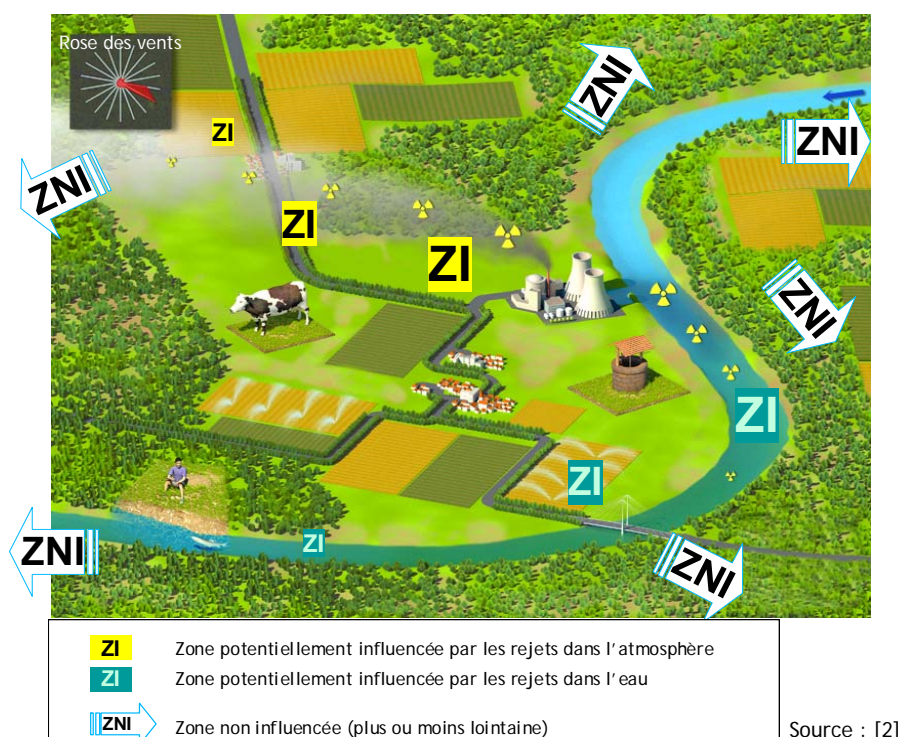 Rose des vents
ZNI
ZI
ZNI
ZNI
ZI
ZI
ZNI
ZI
ZI
ZI
ZNI
ZNI
ZI Zone potentiellement influencée par les rejets dans l'atmosphère
ZI Zone potentiellement influencée par les rejets dans l'eau
ZNI Zone non influencée (plus ou moins lointaine)
Source : [2]